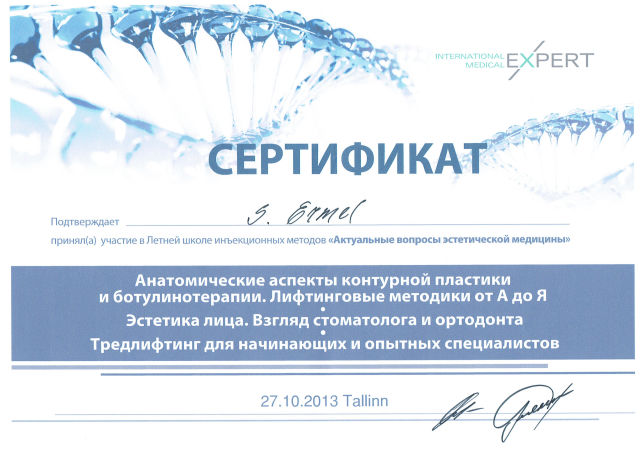 INTERNATIONAL MEDICAL EXPERT
СЕРТИФИКАТ
Подтверждает S. Ermel
принял(а) участие в Летней школе инъекционных методов «Актуальные вопросы эстетической медицины»
Анатомические аспекты контурной пластики
и ботулинотерапии. Лифтинговые методики от А до Я
•
Эстетика лица. Взгляд стоматолога и ортодонта
•
Тредлифтинг для начинающих и опытных специалистов
27.10.2013 Tallinn